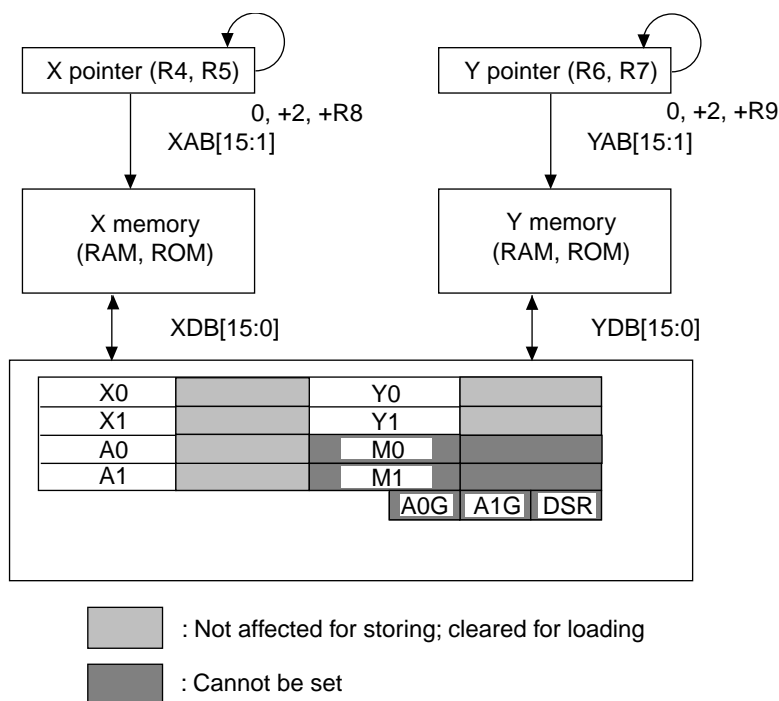 X pointer (R4, R5)
0, +2, +R8
XAB[15:1]
Y pointer (R6, R7)
0, +2, +R9
YAB[15:1]
X memory
(RAM, ROM)
Y memory
(RAM, ROM)
XDB[15:0]
YDB[15:0]
X0 Y0
X1 Y1
A0 M0
A1 M1
A0G A1G DSR
: Not affected for storing; cleared for loading
: Cannot be set